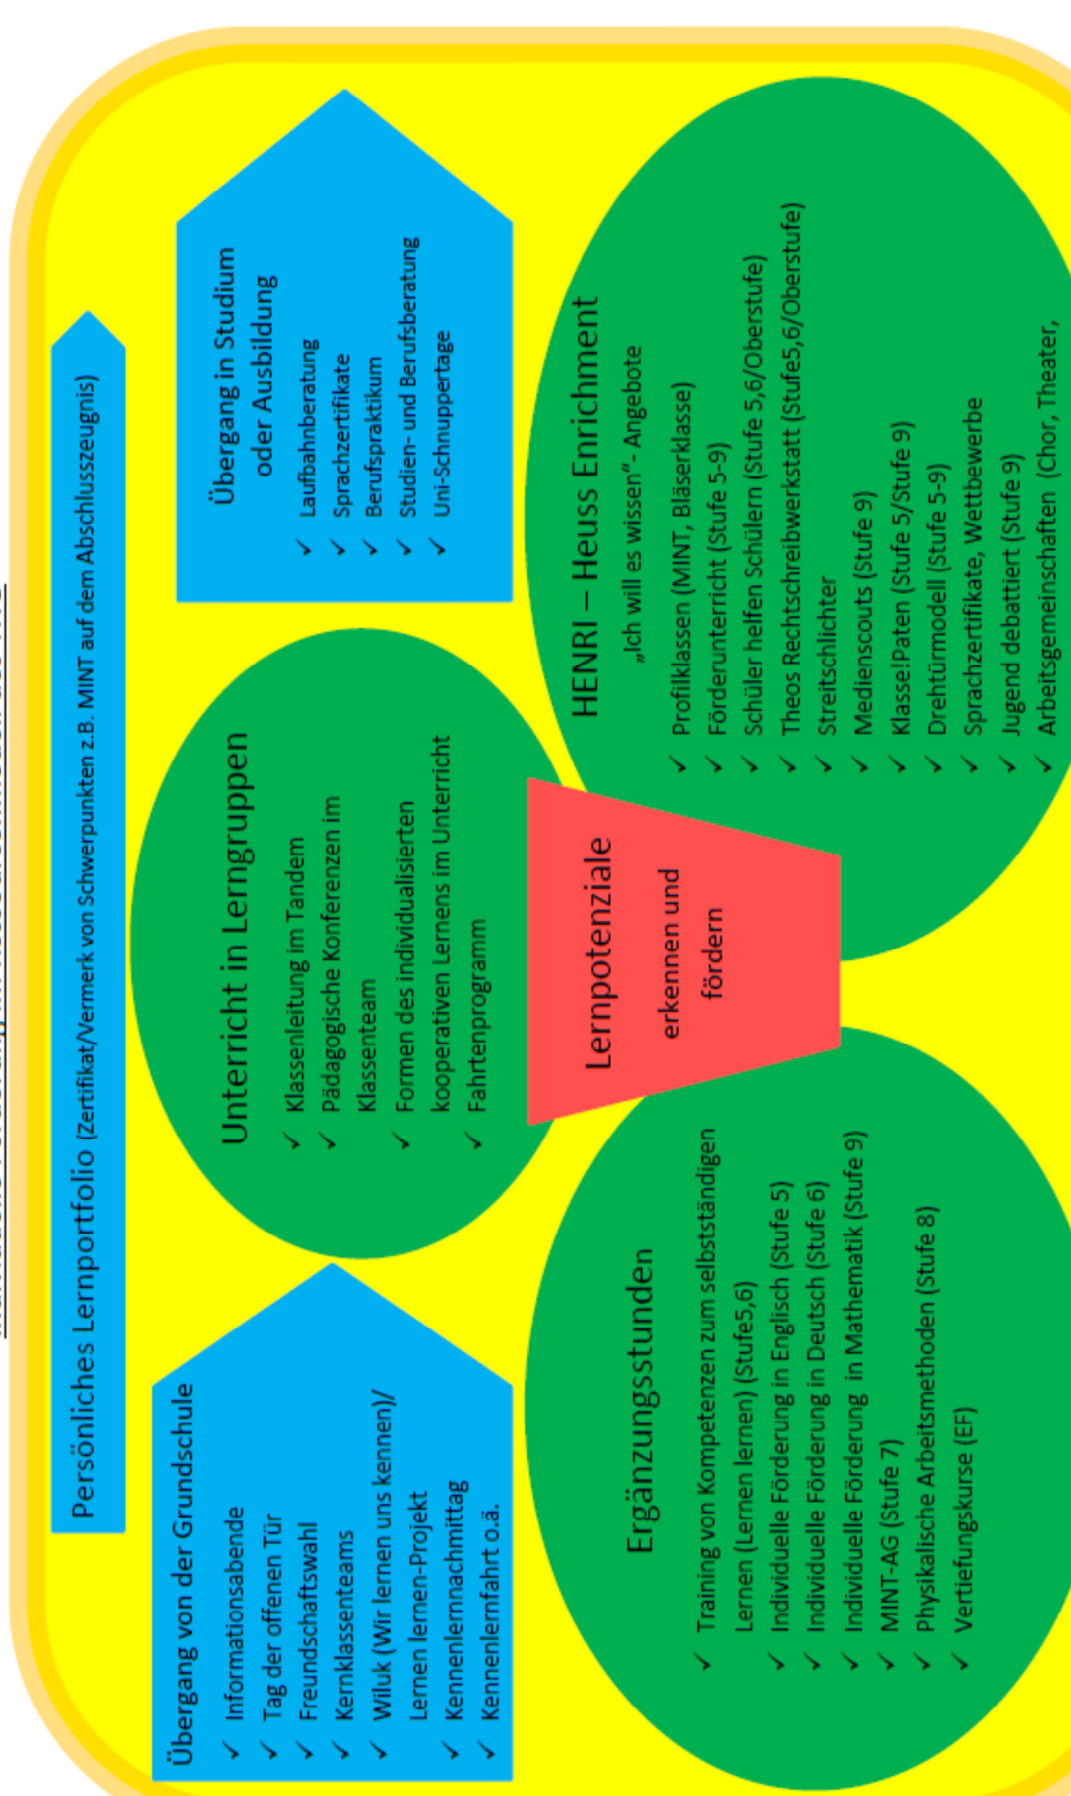 Persönliches Lernportfolio (Zertifikat/Vermerk von Schwerpunkten z.B. MINT auf dem Abschlusszeugnis)
Übergang von der Grundschule
✓ Informationsabende
✓ Tag der offenen Tür
✓ Freundschaftswahl
✓ Kernklassenteams
✓ Wiluk (Wir lernen uns kennen)/
Lernen lernen-Projekt
✓ Kennenlernnachmittag
✓ Kennenlernfahrt o.ä.
Unterricht in Lerngruppen
✓ Klassenleitung im Tandem
✓ Pädagogische Konferenzen im
Klassenteam
✓ Formen des individualisierten
kooperativen Lernens im Unterricht
✓ Fahrtenprogramm
Übergang in Studium
oder Ausbildung
✓ Laufbahnberatung
✓ Sprachzertifikate
✓ Berufspraktikum
✓ Studien- und Berufsberatung
✓ Uni-Schnuppertage
Lernpotenziale
erkennen und
fördern
Ergänzungsstunden
✓ Training von Kompetenzen zum selbstständigen
Lernen (Lernen lernen) (Stufe5,6)
✓ Individuelle Förderung in Englisch (Stufe 5)
✓ Individuelle Förderung in Deutsch (Stufe 6)
✓ Individuelle Förderung in Mathematik (Stufe 9)
✓ MINT-AG (Stufe 7)
✓ Physikalische Arbeitsmethoden (Stufe 8)
✓ Vertiefungskurse (EF)
HENRI – Heuss Enrichment
„Ich will es wissen“- Angebote
✓ Profilklassen (MINT, Bläserklasse)
✓ Förderunterricht (Stufe 5-9)
✓ Schüler helfen Schülern (Stufe 5,6/Oberstufe)
✓ Theos Rechtschreibwerkstatt (Stufe5,6/Oberstufe)
✓ Streitschlichter
✓ Medienscouts (Stufe 9)
✓ Klasse!Paten (Stufe 5/Stufe 9)
✓ Drehtürmodell (Stufe 5-9)
✓ Sprachzertifikate, Wettbewerbe
✓ Jugend debattiert (Stufe 9)
✓ Arbeitsgemeinschaften (Chor, Theater,